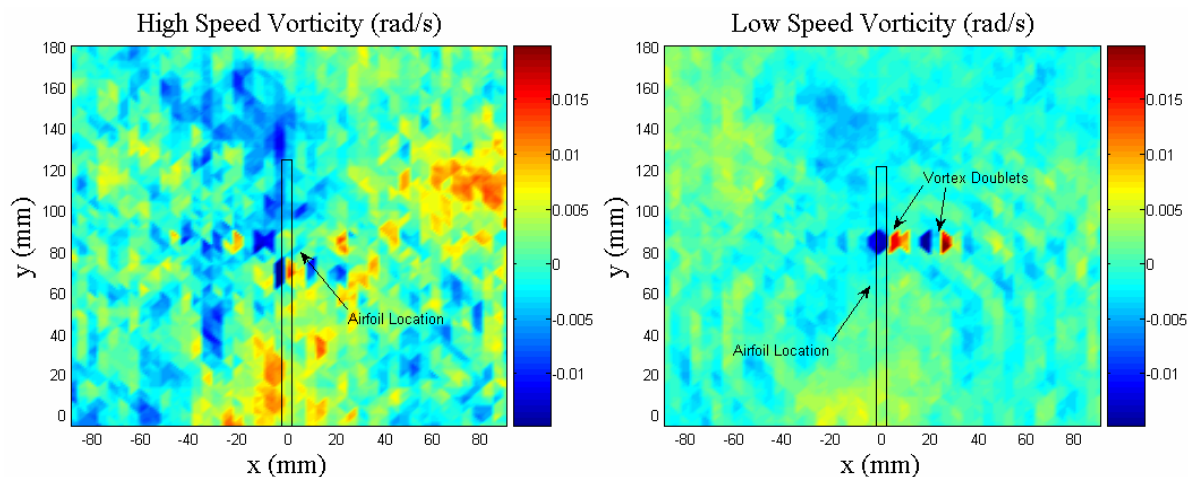 High Speed Vorticity (rad/s)
180
160
140
120
100
80
60
40
20
0
y (mm)
-80 -60 -40 -20 0 20 40 60 80
x (mm)
Airfoil Location
0.015
0.01
0.005
0
-0.005
-0.01
Low Speed Vorticity (rad/s)
180
160
140
120
100
80
60
40
20
0
y (mm)
-80 -60 -40 -20 0 20 40 60 80
x (mm)
Vortex Doublets
Airfoil Location
0.015
0.01
0.005
0
-0.005
-0.01